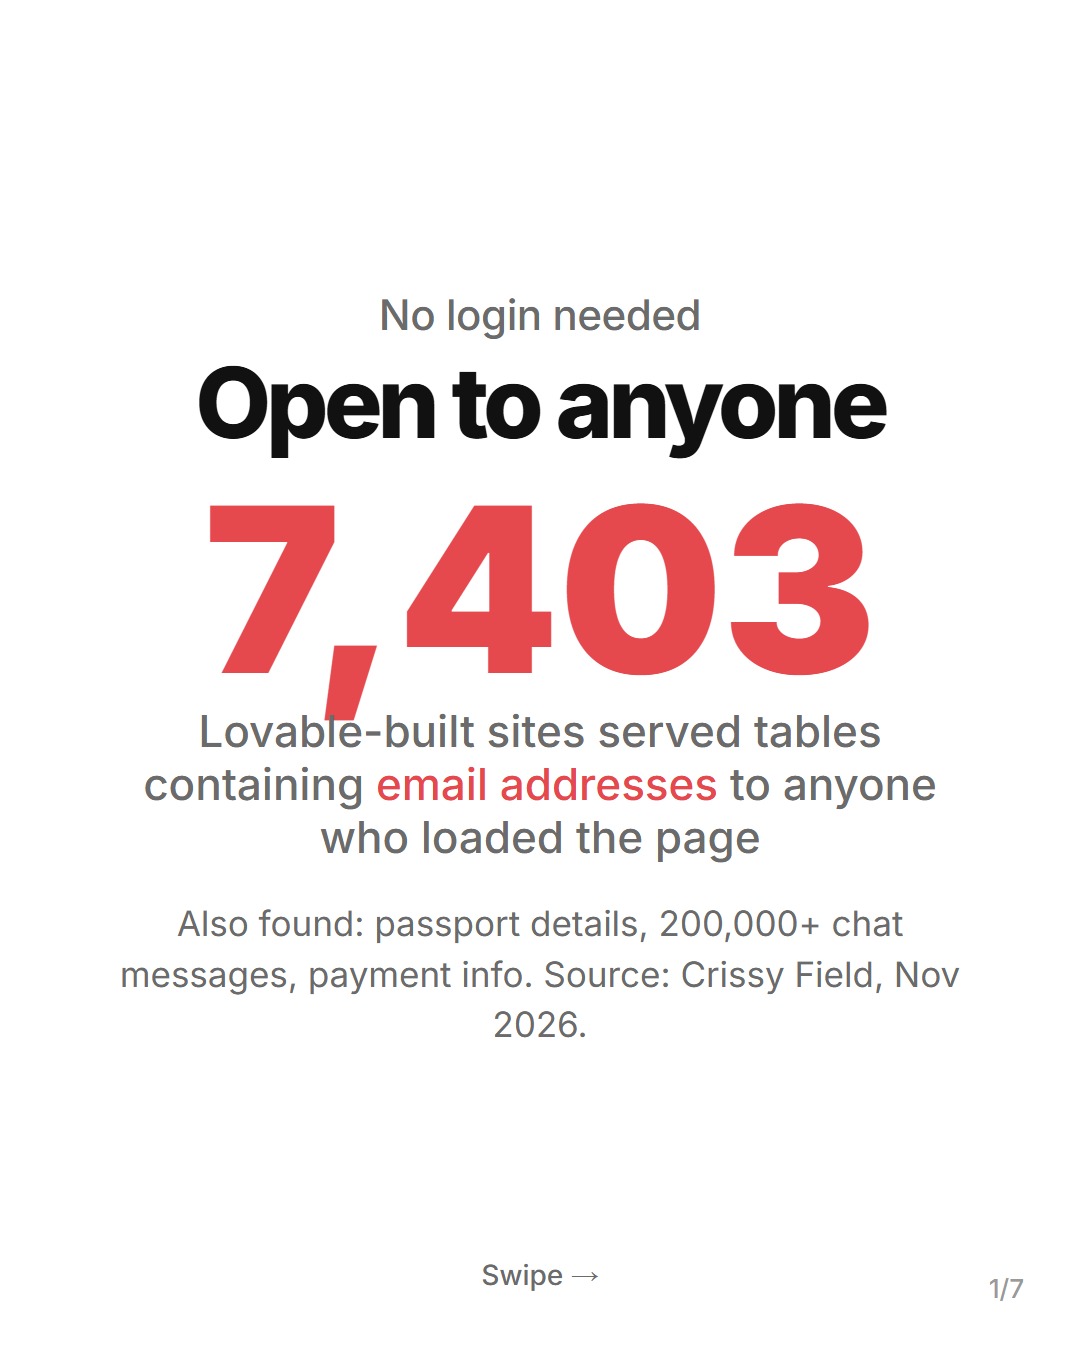 No login needed
Open to anyone
7,403
Lovable-built sites served tables
containing email addresses to anyone
who loaded the page
Also found: passport details, 200,000+ chat
messages, payment info. Source: Crissy Field, Nov
2026.
Swipe →
1/7